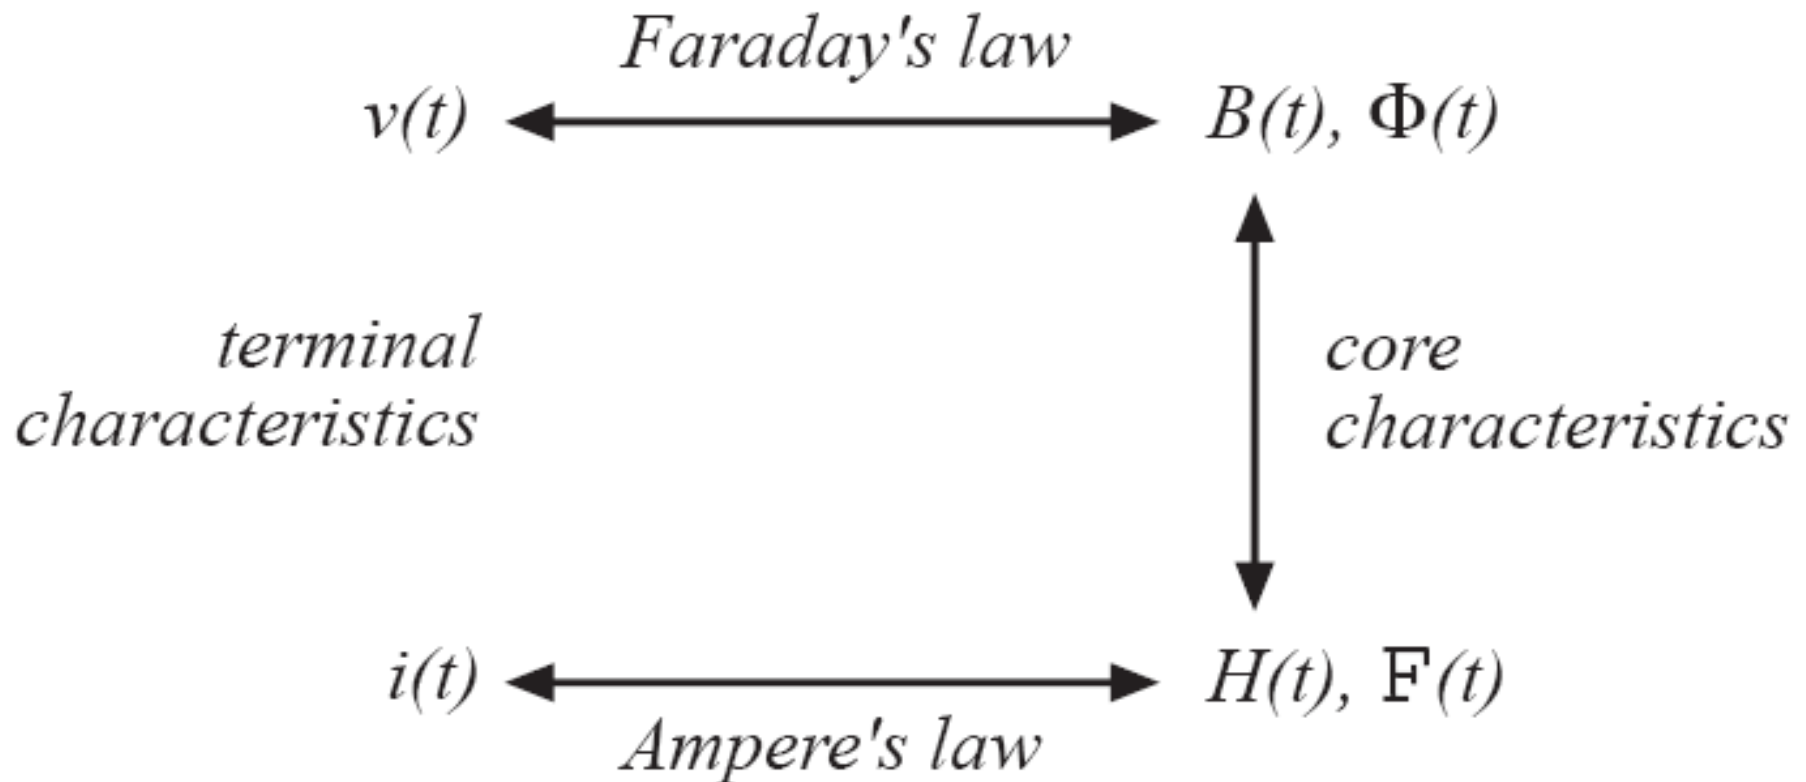 Faraday's law
v(t)
B(t), Φ(t)
terminal
characteristics
core
characteristics
i(t)
H(t), F(t)
Ampere's law